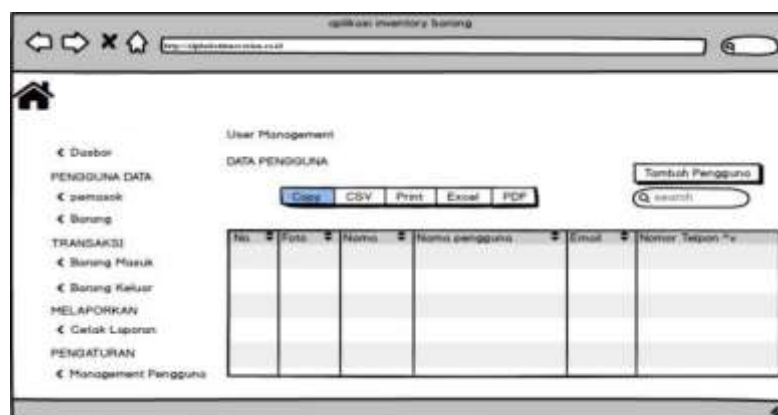 aplikasi inventory barang
User Management
DATA PENGGUNA
Tambah Pengguna
search
Copy CSV Print Excel PDF
No. Foto Nama Nama pengguna Email Nomor Telpon ^v
< Dasbor
PENGGUNA DATA
< pemasok
< Barang
TRANSAKSI
< Barang Masuk
< Barang Keluar
MELAPORKAN
< Cetak Laporan
PENGATURAN
< Management Pengguna